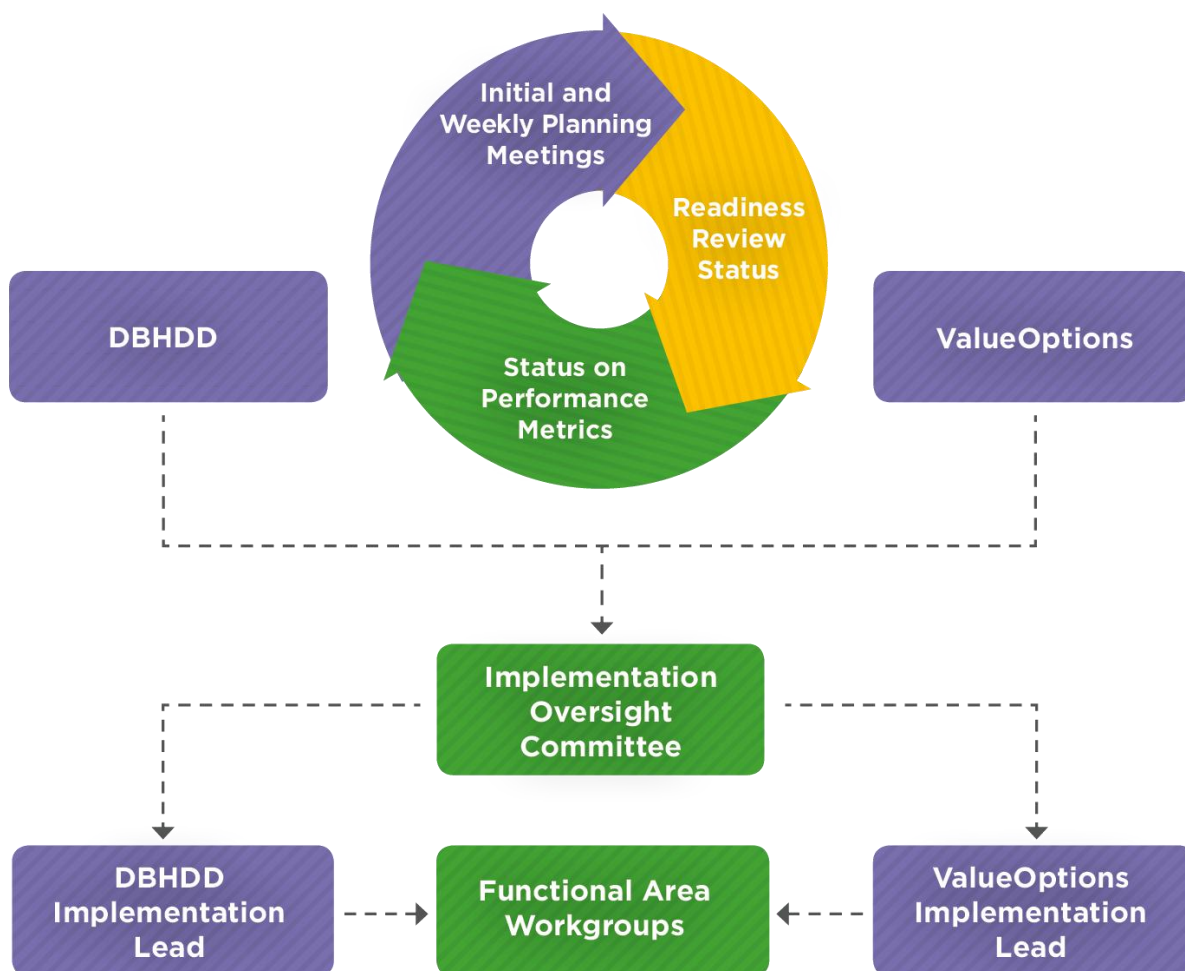 Initial and
Weekly Planning
Meetings
Readiness
Review
Status
Status on
Performance
Metrics
DBHDD
ValueOptions
Implementation
Oversight
Committee
DBHDD
Implementation
Lead
Functional Area
Workgroups
ValueOptions
Implementation
Lead